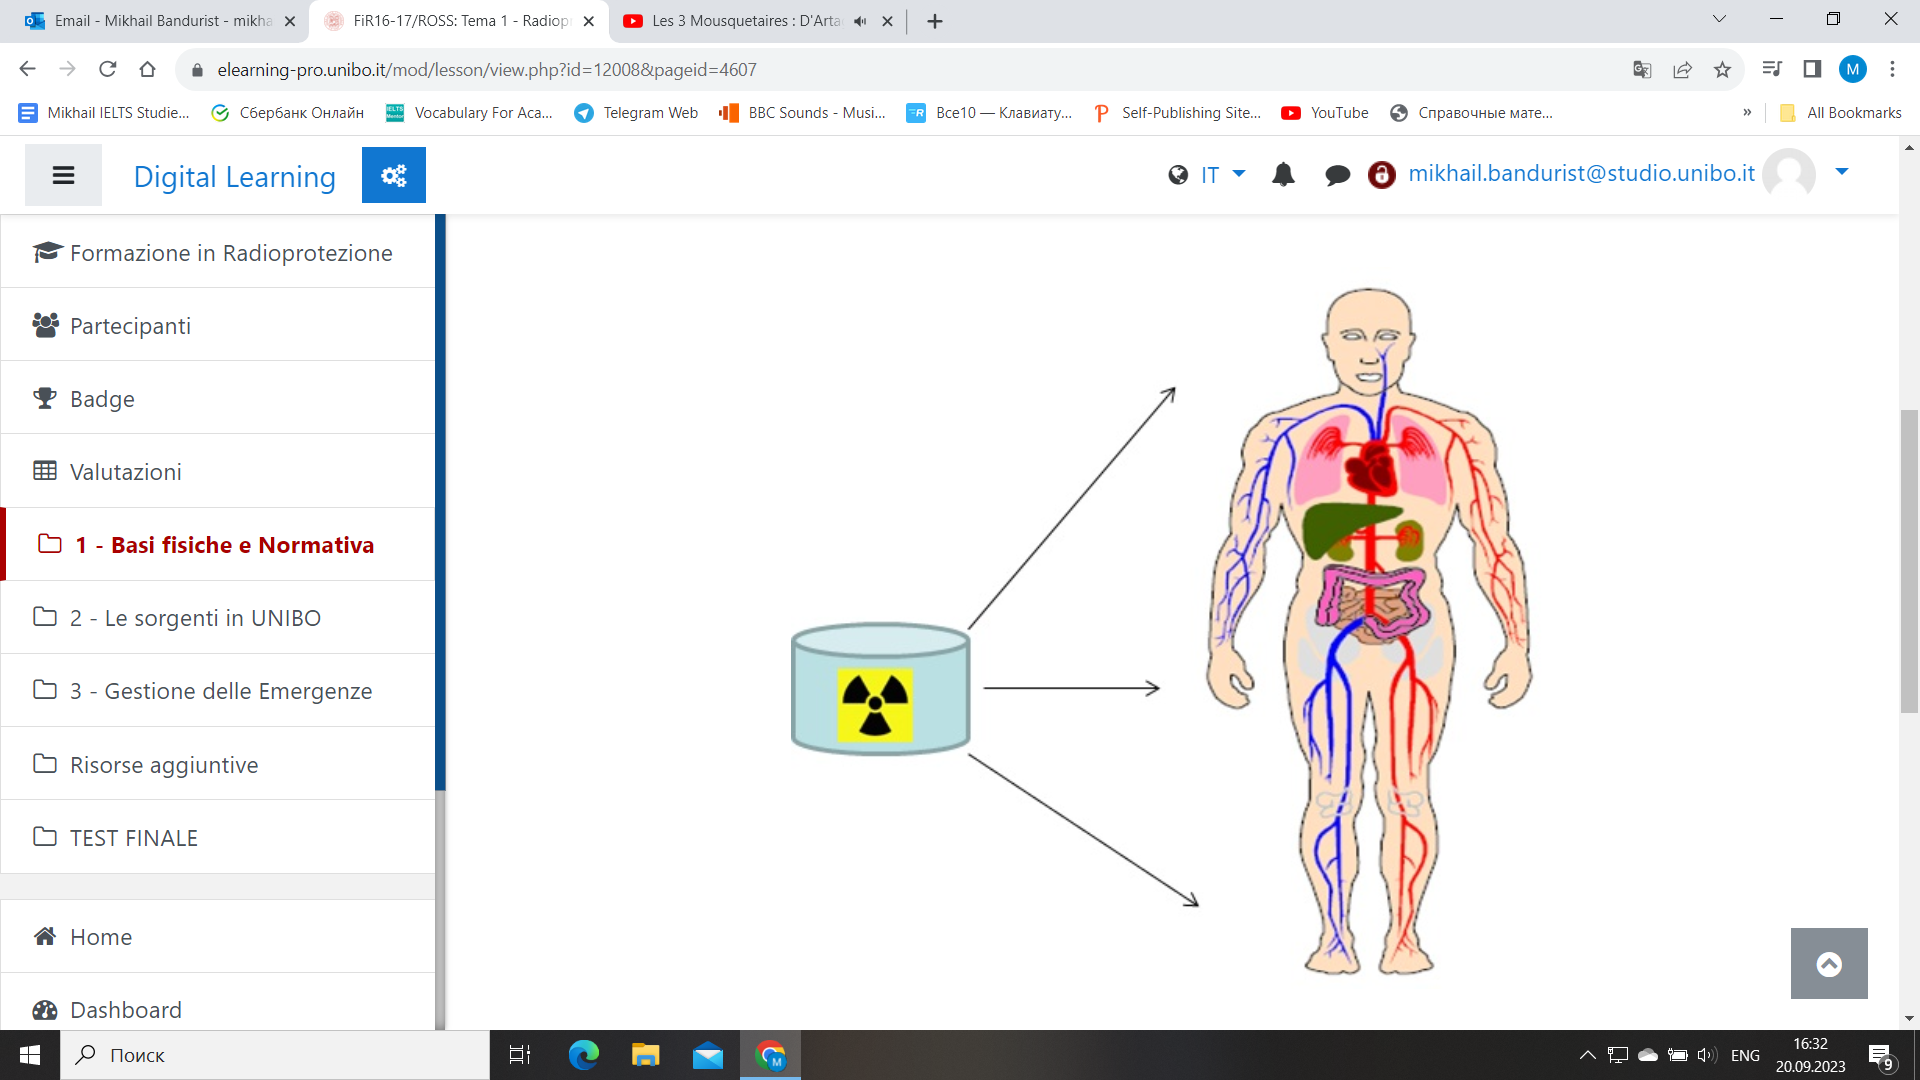 Email - Mikhail Bandurist - mikha
FiR16-17/ROSS: Tema 1 - Radiop
Les 3 Mousquetaires : D'Arta
elearning-pro.unibo.it/mod/lesson/view.php?id=12008&pageid=4607
M
Mikhail IELTS Studie...
Сбербанк Онлайн
Vocabulary For Aca...
Telegram Web
BBC Sounds - Musi...
Все10 — Клавиату...
Self-Publishing Site...
YouTube
Справочные мате...
»
All Bookmarks
Digital Learning
IT
mikhail.bandurist@studio.unibo.it
Formazione in Radioprotezione
Partecipanti
Badge
Valutazioni
1 - Basi fisiche e Normativa
2 - Le sorgenti in UNIBO
3 - Gestione delle Emergenze
Risorse aggiuntive
TEST FINALE
Home
Dashboard
Поиск
M
ENG
16:32
20.09.2023
9